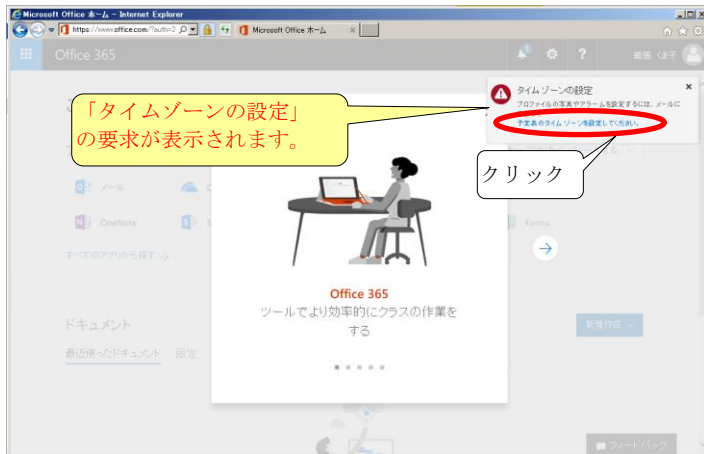 Microsoft Office ホーム - Internet Explorer
https://www.office.com/?auth=2
Microsoft Office ホーム
Office 365
?
タイム ゾーンの設定
プロファイルの写真やアラームを設定するには、メールに
予定表のタイム ゾーンを設定してください。
「タイムゾーンの設定」
の要求が表示されます。
クリック
メール
OneNote
S
Forms
すべてのアプリから探す
Office 365
ツールでより効率的にクラスの作業を
する
ドキュメント
新規作成
最近使ったドキュメント 固定
フィードバック